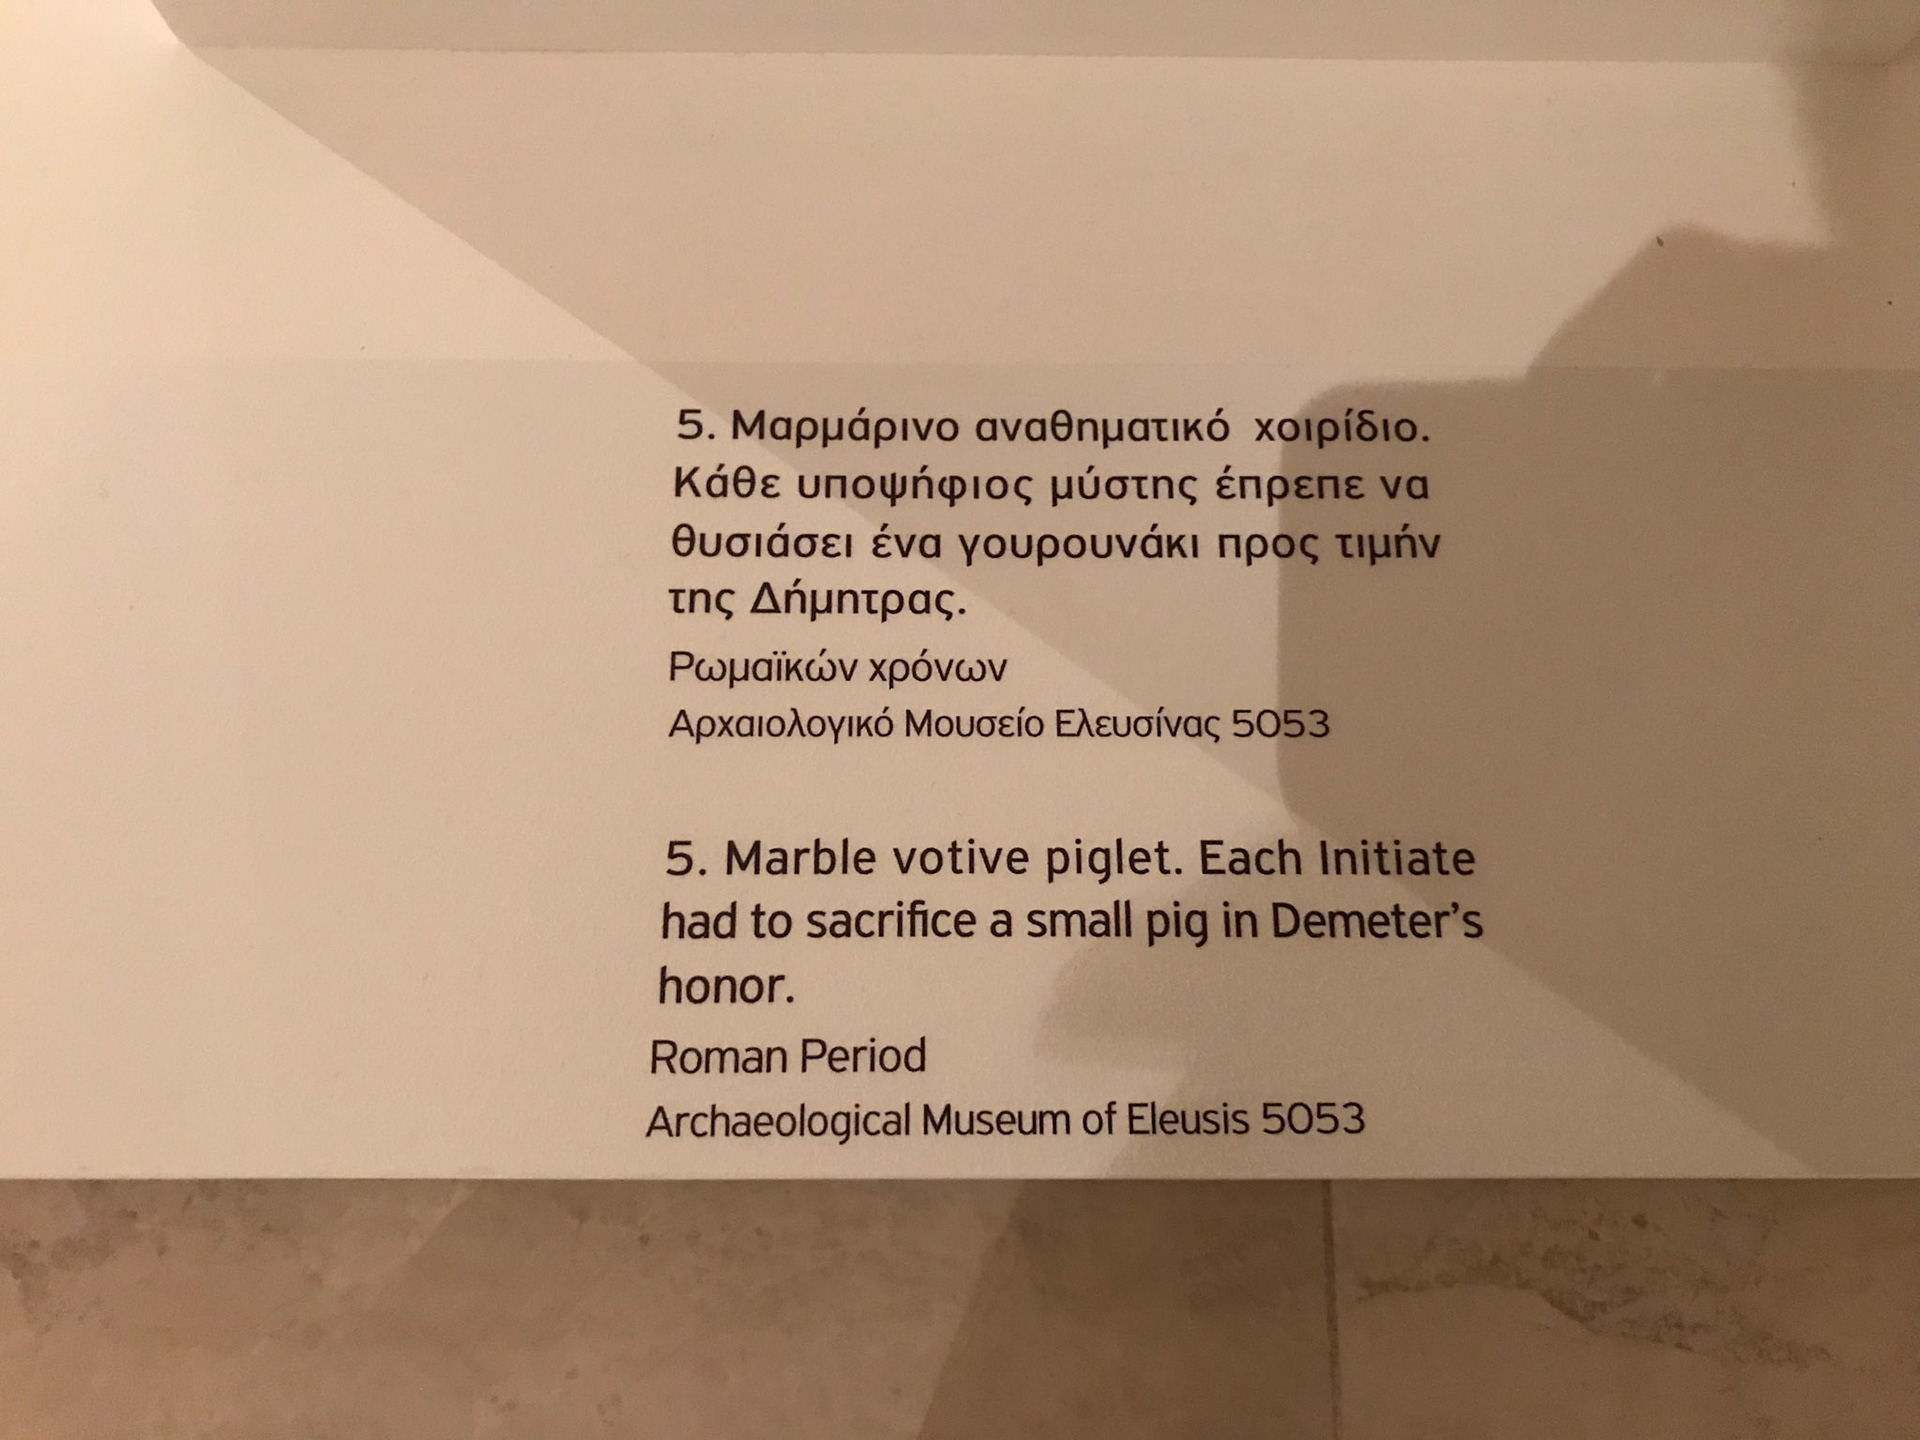 5. Μαρμάρινο αναθηματικό χοιρίδιο.
Κάθε υποψήφιος μύστης έπρεπε να
θυσιάσει ένα γουρουνάκι προς τιμήν
της Δήμητρας.
Ρωμαϊκών χρόνων
Αρχαιολογικό Μουσείο Ελευσίνας 5053
5. Marble votive piglet. Each Initiate
had to sacrifice a small pig in Demeter’s
honor.
Roman Period
Archaeological Museum of Eleusis 5053